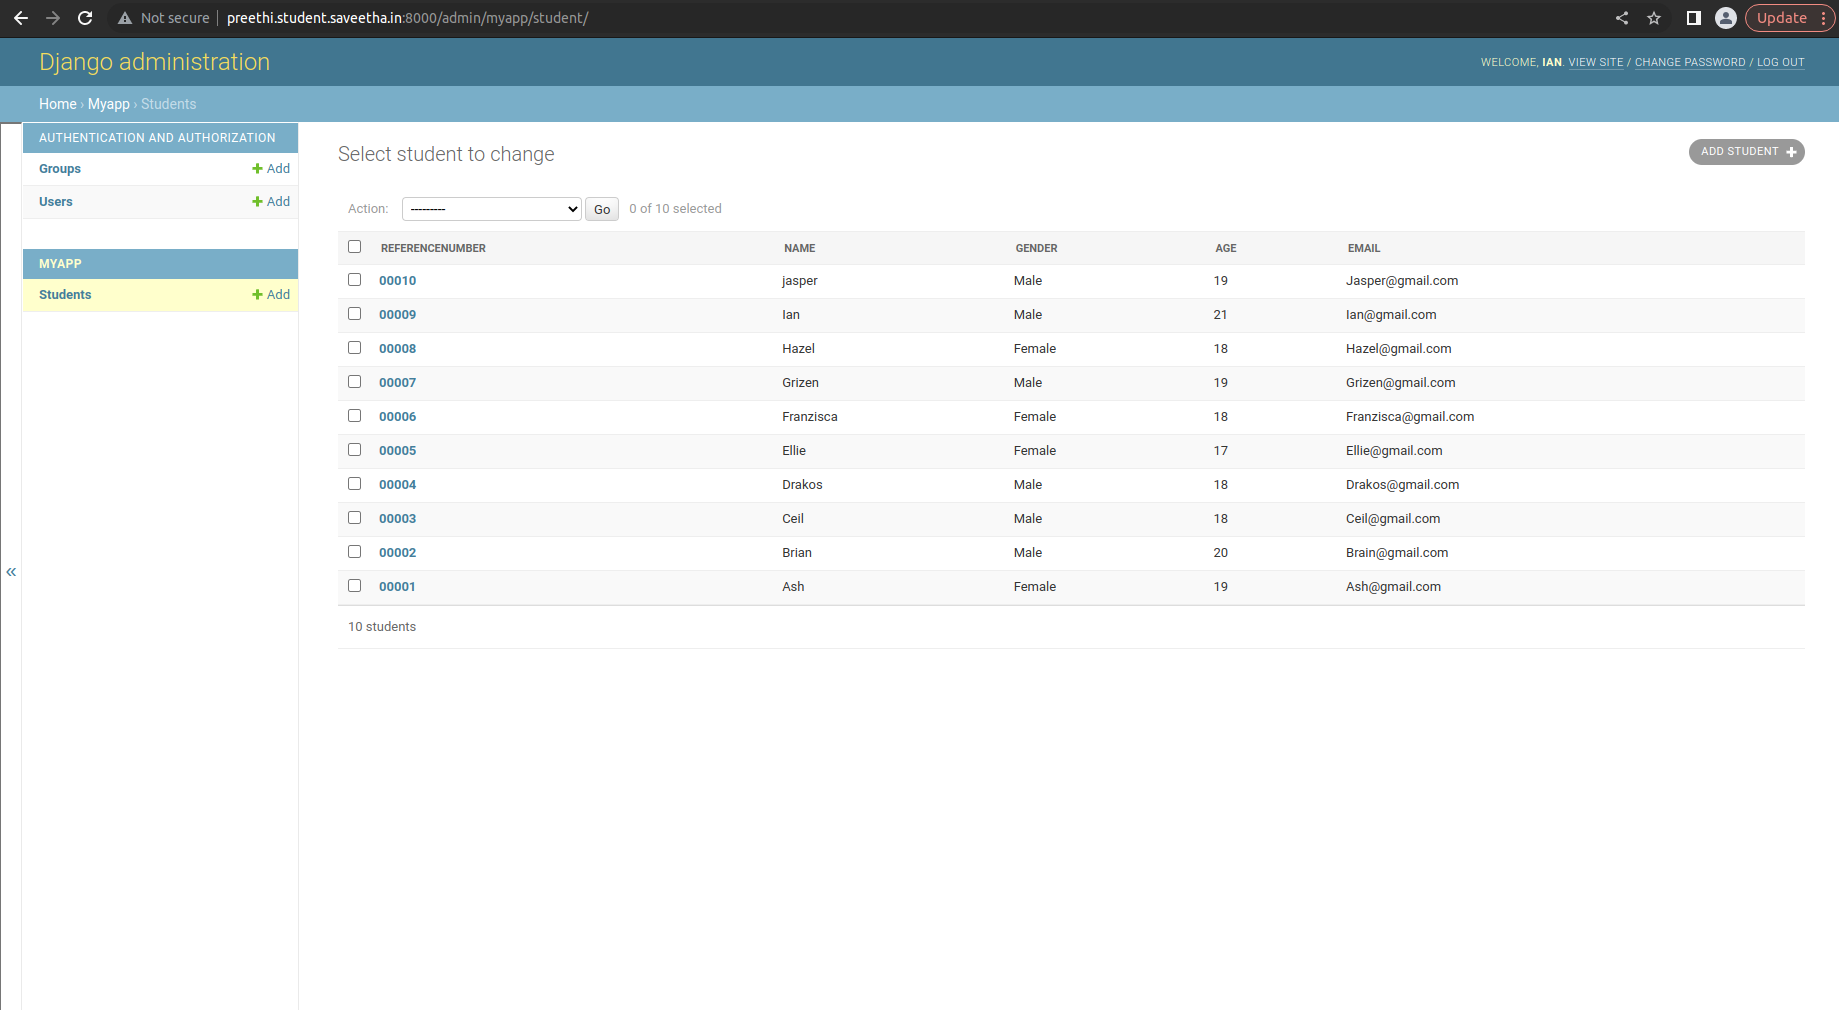 Not secure | preethi.student.saveetha.in:8000/admin/myapp/student/ Update
Django administration
WELCOME, IAN. VIEW SITE / CHANGE PASSWORD / LOG OUT
Home › Myapp › Students
AUTHENTICATION AND AUTHORIZATION
Groups + Add
Users + Add
MYAPP
Students + Add
«
Select student to change
ADD STUDENT +
Action: --------- Go 0 of 10 selected
REFERENCENUMBER NAME GENDER AGE EMAIL
00010 jasper Male 19 Jasper@gmail.com
00009 Ian Male 21 Ian@gmail.com
00008 Hazel Female 18 Hazel@gmail.com
00007 Grizen Male 19 Grizen@gmail.com
00006 Franzisca Female 18 Franzisca@gmail.com
00005 Ellie Female 17 Ellie@gmail.com
00004 Drakos Male 18 Drakos@gmail.com
00003 Ceil Male 18 Ceil@gmail.com
00002 Brian Male 20 Brain@gmail.com
00001 Ash Female 19 Ash@gmail.com
10 students